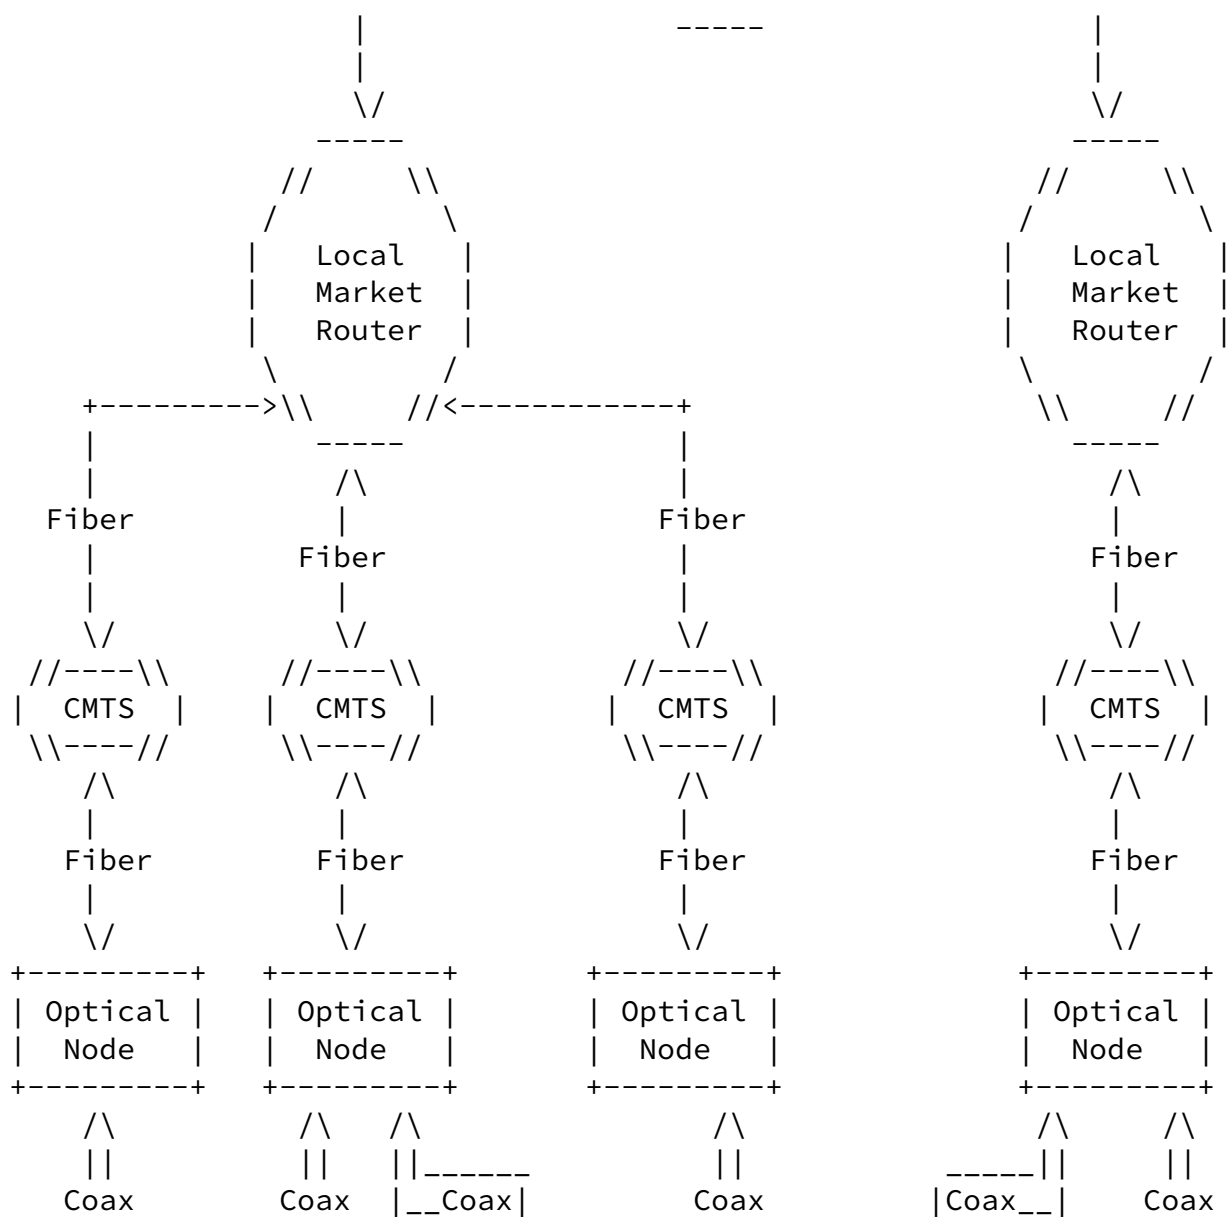 Local Local
Market Market
Router Router
Fiber Fiber
Fiber Fiber
CMTS CMTS CMTS CMTS
Fiber Fiber Fiber Fiber
Optical Optical Optical Optical
Node Node Node Node
Coax Coax Coax Coax Coax Coax